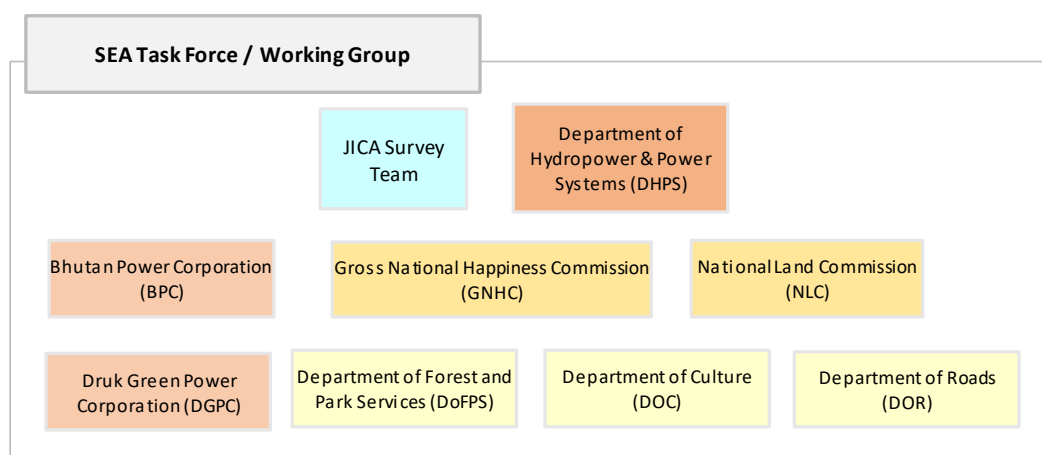 SEA Task Force / Working Group
JICA Survey
Team
Department of
Hydropower & Power
Systems (DHPS)
Bhutan Power Corporation
(BPC)
Gross National Happiness Commission
(GNHC)
National Land Commission
(NLC)
Druk Green Power
Corporation (DGPC)
Department of Forest and
Park Services (DoFPS)
Department of Culture
(DOC)
Department of Roads
(DOR)